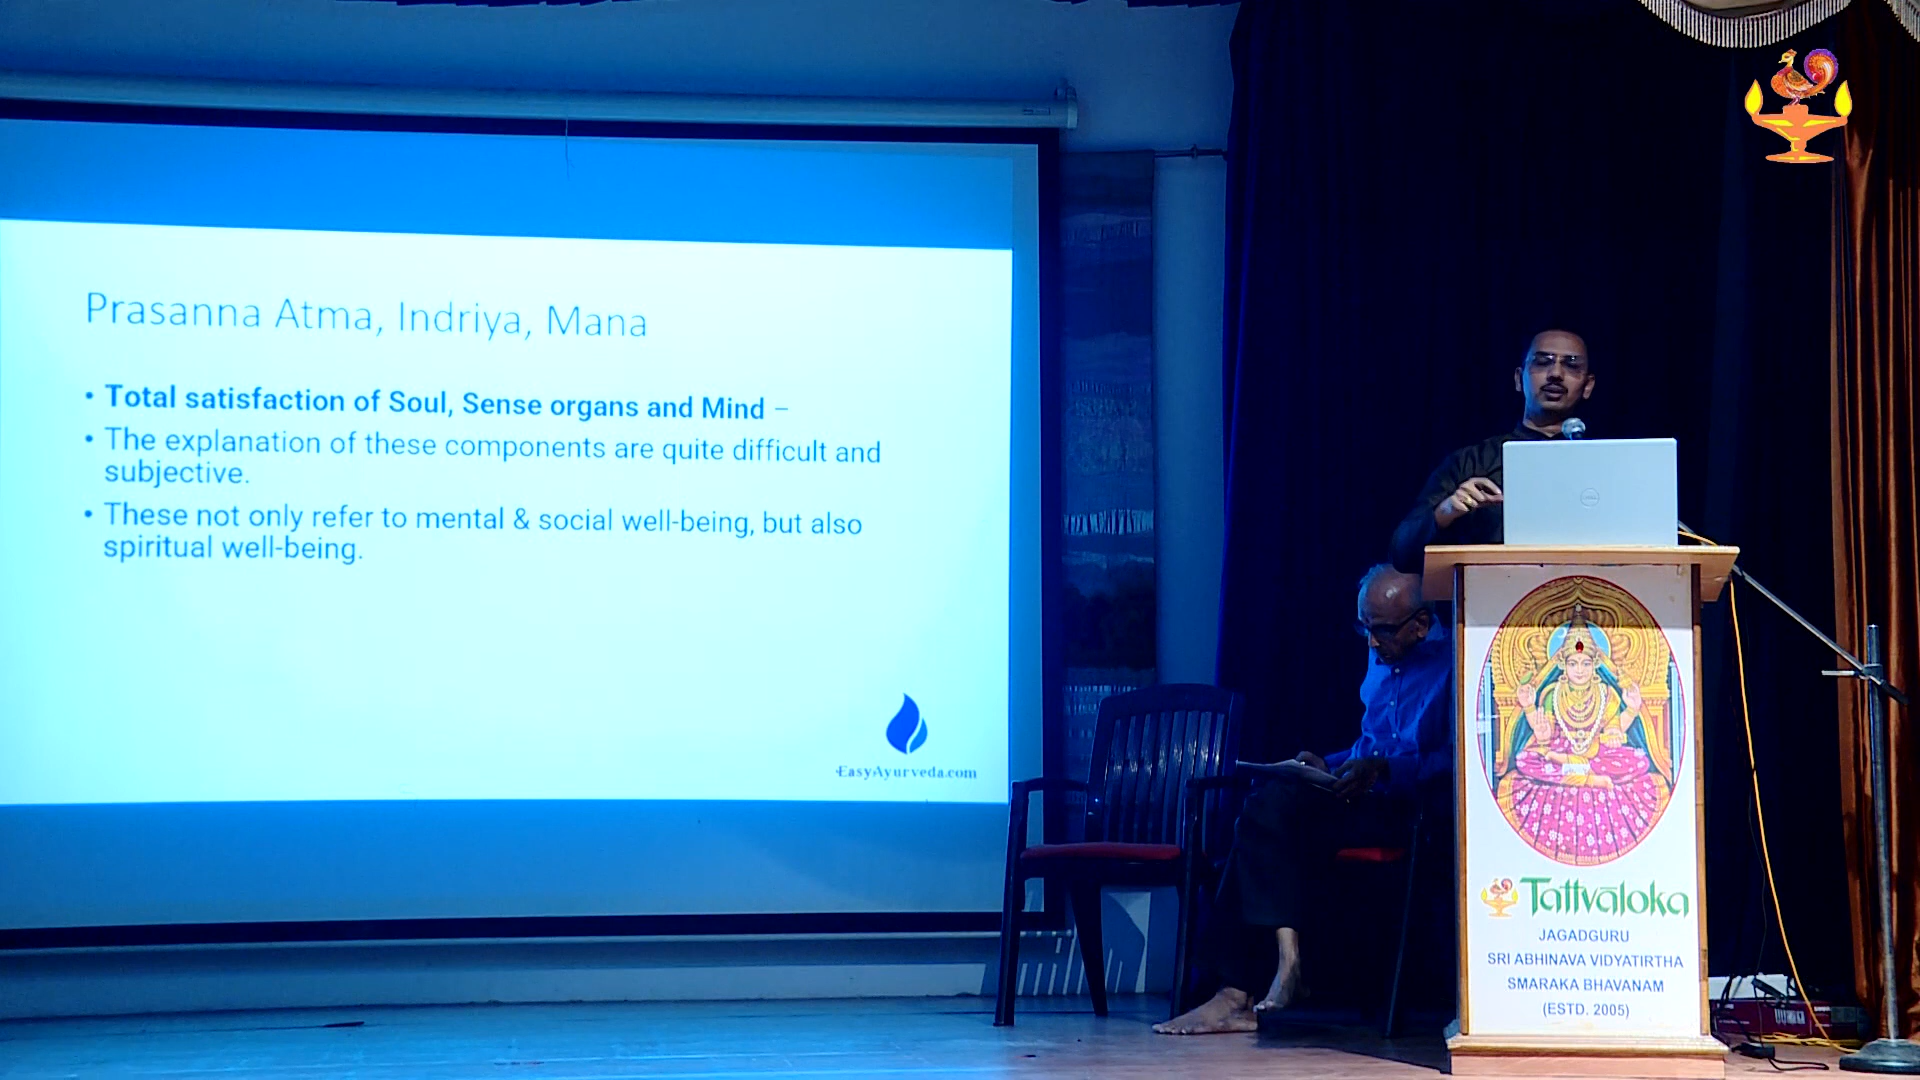 Prasanna Atma, Indriya, Mana
• Total satisfaction of Soul, Sense organs and Mind –
• The explanation of these components are quite difficult and
subjective.
• These not only refer to mental & social well-being, but also
spiritual well-being.
EasyAyurveda.com
DELL
Tattvāloka
JAGADGURU
SRI ABHINAVA VIDYATIRTHA
SMARAKA BHAVANAM
(ESTD. 2005)